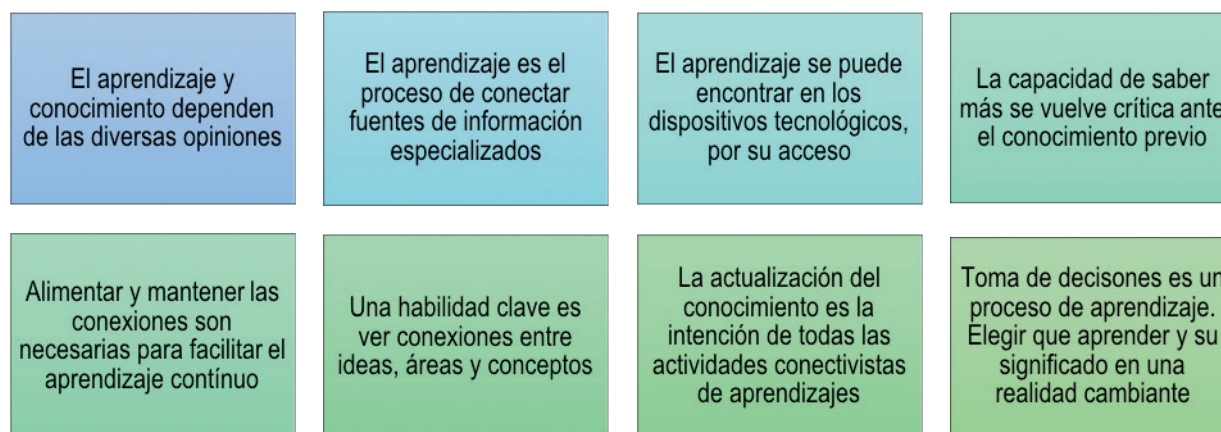 El aprendizaje y
conocimiento dependen
de las diversas opiniones
El aprendizaje es el
proceso de conectar
fuentes de información
especializados
El aprendizaje se puede
encontrar en los
dispositivos tecnológicos,
por su acceso
La capacidad de saber
más se vuelve crítica ante
el conocimiento previo
Alimentar y mantener las
conexiones son
necesarias para facilitar el
aprendizaje contínuo
Una habilidad clave es
ver conexiones entre
ideas, áreas y conceptos
La actualización del
conocimiento es la
intención de todas las
actividades conectivistas
de aprendizajes
Toma de decisones es un
proceso de aprendizaje.
Elegir que aprender y su
significado en una
realidad cambiante